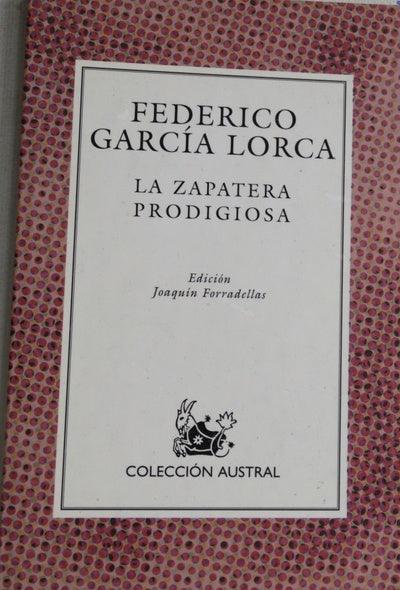 FEDERICO
GARCÍA LORCA
LA ZAPATERA
PRODIGIOSA
Edición
Joaquín Forradellas
COLECCIÓN AUSTRAL